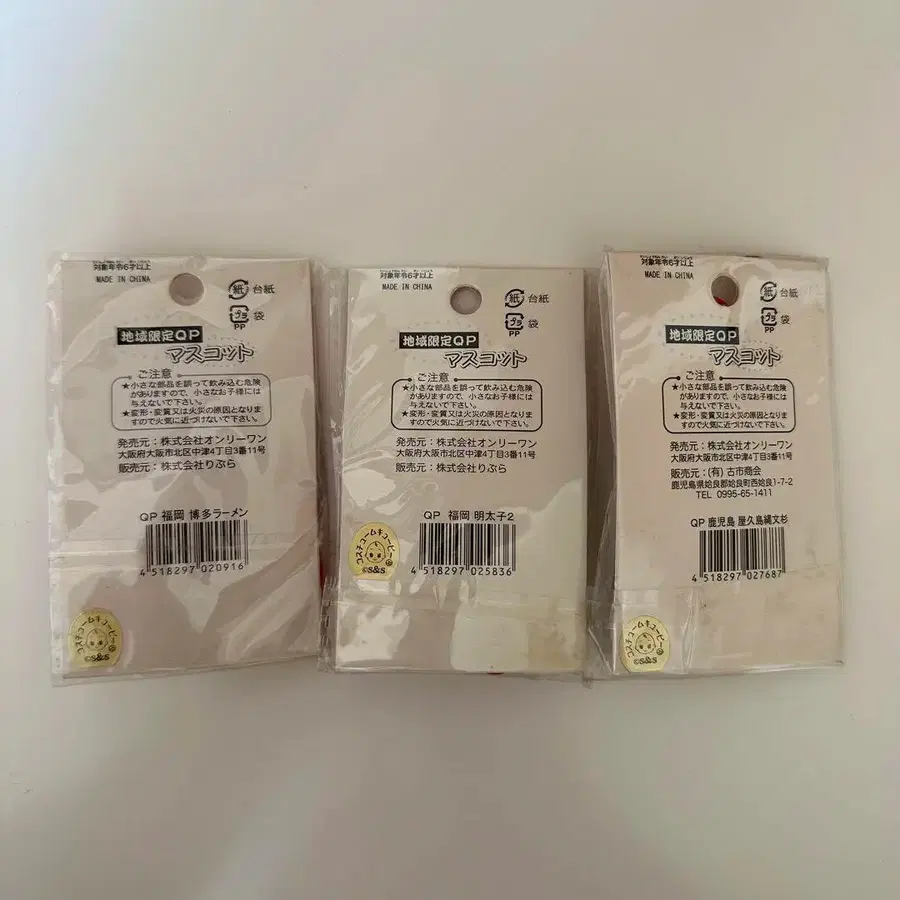 対象年令6才以上
MADE IN CHINA
紙 台紙
プラ 袋
PP
地域限定QP
マスコット
ご注意
★小さな部品を誤って飲み込む危険
がありますので、小さなお子様には
与えないで下さい。
★変形・変質又は火災の原因となりま
すので火気に近づけないで下さい。
発売元：株式会社オンリーワン
大阪府大阪市北区中津4丁目3番11号
販売元：株式会社りぶら
QP 福岡 博多ラーメン
4 518297 020916
コスチュームキューピー®
©S&S
対象年令6才以上
MADE IN CHINA
紙 台紙
プラ 袋
PP
地域限定QP
マスコット
ご注意
★小さな部品を誤って飲み込む危険
がありますので、小さなお子様には
与えないで下さい。
★変形・変質又は火災の原因となりま
すので火気に近づけないで下さい。
発売元：株式会社オンリーワン
大阪府大阪市北区中津4丁目3番11号
販売元：株式会社りぶら
QP 福岡 明太子2
4 518297 025836
コスチュームキューピー®
©S&S
対象年令6才以上
MADE IN CHINA
紙 台紙
プラ 袋
PP
地域限定QP
マスコット
ご注意
★小さな部品を誤って飲み込む危険
がありますので、小さなお子様には
与えないで下さい。
★変形・変質又は火災の原因となりま
すので火気に近づけないで下さい。
発売元：株式会社オンリーワン
大阪府大阪市北区中津4丁目3番11号
販売元：(有) 古市商会
鹿児島県姶良郡姶良町西姶良1-7-2
TEL 0995-65-1411
QP 鹿児島 屋久島縄文杉
4 518297 027687
コスチュームキューピー®
©S&S